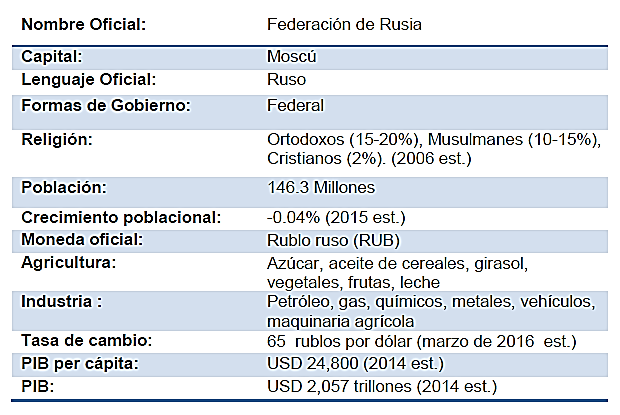 Nombre Oficial: Federación de Rusia
Capital: Moscú
Lenguaje Oficial: Ruso
Formas de Gobierno: Federal
Religión: Ortodoxos (15-20%), Musulmanes (10-15%),
Cristianos (2%). (2006 est.)
Población: 146.3 Millones
Crecimiento poblacional: -0.04% (2015 est.)
Moneda oficial: Rublo ruso (RUB)
Agricultura: Azúcar, aceite de cereales, girasol,
vegetales, frutas, leche
Industria : Petróleo, gas, químicos, metales, vehículos,
maquinaria agrícola
Tasa de cambio: 65 rublos por dólar (marzo de 2016 est.)
PIB per cápita: USD 24,800 (2014 est.)
PIB: USD 2,057 trillones (2014 est.)